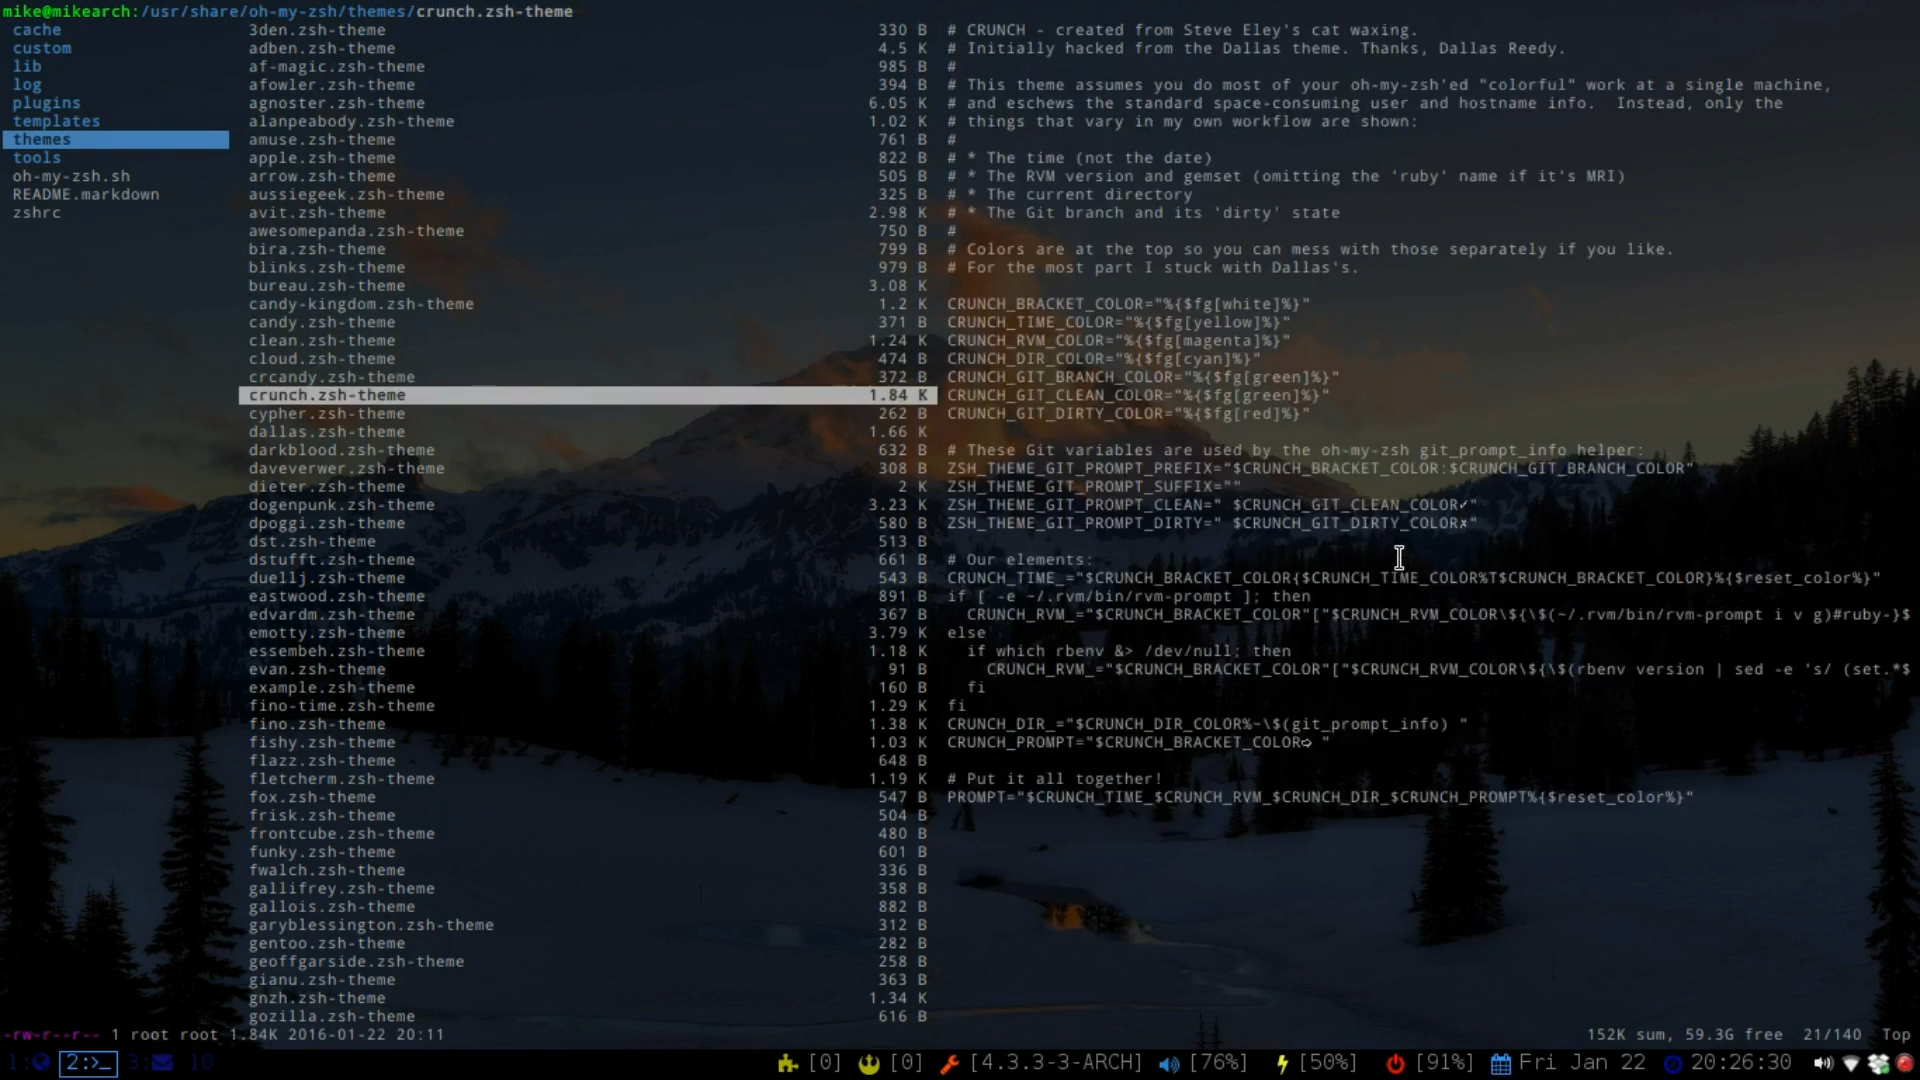 mike@mikearch:/usr/share/oh-my-zsh/themes/crunch.zsh-theme
cache
custom
lib
log
plugins
templates
themes
tools
oh-my-zsh.sh
README.markdown
zshrc
3den.zsh-theme 330 B
adben.zsh-theme 4.5 K
af-magic.zsh-theme 985 B
afowler.zsh-theme 394 B
agnoster.zsh-theme 6.05 K
alanpeabody.zsh-theme 1.02 K
amuse.zsh-theme 761 B
apple.zsh-theme 822 B
arrow.zsh-theme 505 B
aussiegeek.zsh-theme 325 B
avit.zsh-theme 2.98 K
awesomepanda.zsh-theme 750 B
bira.zsh-theme 799 B
blinks.zsh-theme 979 B
bureau.zsh-theme 3.08 K
candy-kingdom.zsh-theme 1.2 K
candy.zsh-theme 371 B
clean.zsh-theme 1.24 K
cloud.zsh-theme 474 B
crcandy.zsh-theme 372 B
crunch.zsh-theme 1.84 K
cypher.zsh-theme 262 B
dallas.zsh-theme 1.66 K
darkblood.zsh-theme 632 B
daveverwer.zsh-theme 308 B
dieter.zsh-theme 2 K
dogenpunk.zsh-theme 3.23 K
dpoggi.zsh-theme 580 B
dst.zsh-theme 513 B
dstufft.zsh-theme 661 B
duellj.zsh-theme 543 B
eastwood.zsh-theme 891 B
edvardm.zsh-theme 367 B
emotty.zsh-theme 3.79 K
essembeh.zsh-theme 1.18 K
evan.zsh-theme 91 B
example.zsh-theme 160 B
fino-time.zsh-theme 1.29 K
fino.zsh-theme 1.38 K
fishy.zsh-theme 1.03 K
flazz.zsh-theme 648 B
fletcherm.zsh-theme 1.19 K
fox.zsh-theme 547 B
frisk.zsh-theme 504 B
frontcube.zsh-theme 480 B
funky.zsh-theme 601 B
fwalch.zsh-theme 336 B
gallifrey.zsh-theme 358 B
gallois.zsh-theme 882 B
garyblessington.zsh-theme 312 B
gentoo.zsh-theme 282 B
geoffgarside.zsh-theme 258 B
gianu.zsh-theme 363 B
gnzh.zsh-theme 1.34 K
gozilla.zsh-theme 616 B
# CRUNCH - created from Steve Eley's cat waxing.
# Initially hacked from the Dallas theme. Thanks, Dallas Reedy.
#
# This theme assumes you do most of your oh-my-zsh'ed "colorful" work at a single machine,
# and eschews the standard space-consuming user and hostname info.  Instead, only the
# things that vary in my own workflow are shown:
#
# * The time (not the date)
# * The RVM version and gemset (omitting the 'ruby' name if it's MRI)
# * The current directory
# * The Git branch and its 'dirty' state
#
# Colors are at the top so you can mess with those separately if you like.
# For the most part I stuck with Dallas's.
CRUNCH_BRACKET_COLOR="%{$fg[white]%}"
CRUNCH_TIME_COLOR="%{$fg[yellow]%}"
CRUNCH_RVM_COLOR="%{$fg[magenta]%}"
CRUNCH_DIR_COLOR="%{$fg[cyan]%}"
CRUNCH_GIT_BRANCH_COLOR="%{$fg[green]%}"
CRUNCH_GIT_CLEAN_COLOR="%{$fg[green]%}"
CRUNCH_GIT_DIRTY_COLOR="%{$fg[red]%}"
# These Git variables are used by the oh-my-zsh git_prompt_info helper:
ZSH_THEME_GIT_PROMPT_PREFIX="$CRUNCH_BRACKET_COLOR:$CRUNCH_GIT_BRANCH_COLOR"
ZSH_THEME_GIT_PROMPT_SUFFIX=""
ZSH_THEME_GIT_PROMPT_CLEAN=" $CRUNCH_GIT_CLEAN_COLOR✓"
ZSH_THEME_GIT_PROMPT_DIRTY=" $CRUNCH_GIT_DIRTY_COLOR✗"
# Our elements:
CRUNCH_TIME_="$CRUNCH_BRACKET_COLOR{$CRUNCH_TIME_COLOR%T$CRUNCH_BRACKET_COLOR}%{$reset_color%}"
if [ -e ~/.rvm/bin/rvm-prompt ]; then
  CRUNCH_RVM_="$CRUNCH_BRACKET_COLOR"["$CRUNCH_RVM_COLOR\${\$(~/.rvm/bin/rvm-prompt i v g)#ruby-}$
else
  if which rbenv &> /dev/null; then
    CRUNCH_RVM_="$CRUNCH_BRACKET_COLOR"["$CRUNCH_RVM_COLOR\${\$(rbenv version | sed -e 's/ (set.*$
  fi
fi
CRUNCH_DIR_="$CRUNCH_DIR_COLOR%~\$(git_prompt_info) "
CRUNCH_PROMPT="$CRUNCH_BRACKET_COLOR➭ "
# Put it all together!
PROMPT="$CRUNCH_TIME_$CRUNCH_RVM_$CRUNCH_DIR_$CRUNCH_PROMPT%{$reset_color%}"
-rw-r--r-- 1 root root 1.84K 2016-01-22 20:11
152K sum, 59.3G free  21/140  Top
1: 2:>_ 3: 10 [0] [0] [4.3.3-3-ARCH] [76%] [50%] [91%] Fri Jan 22 20:26:30